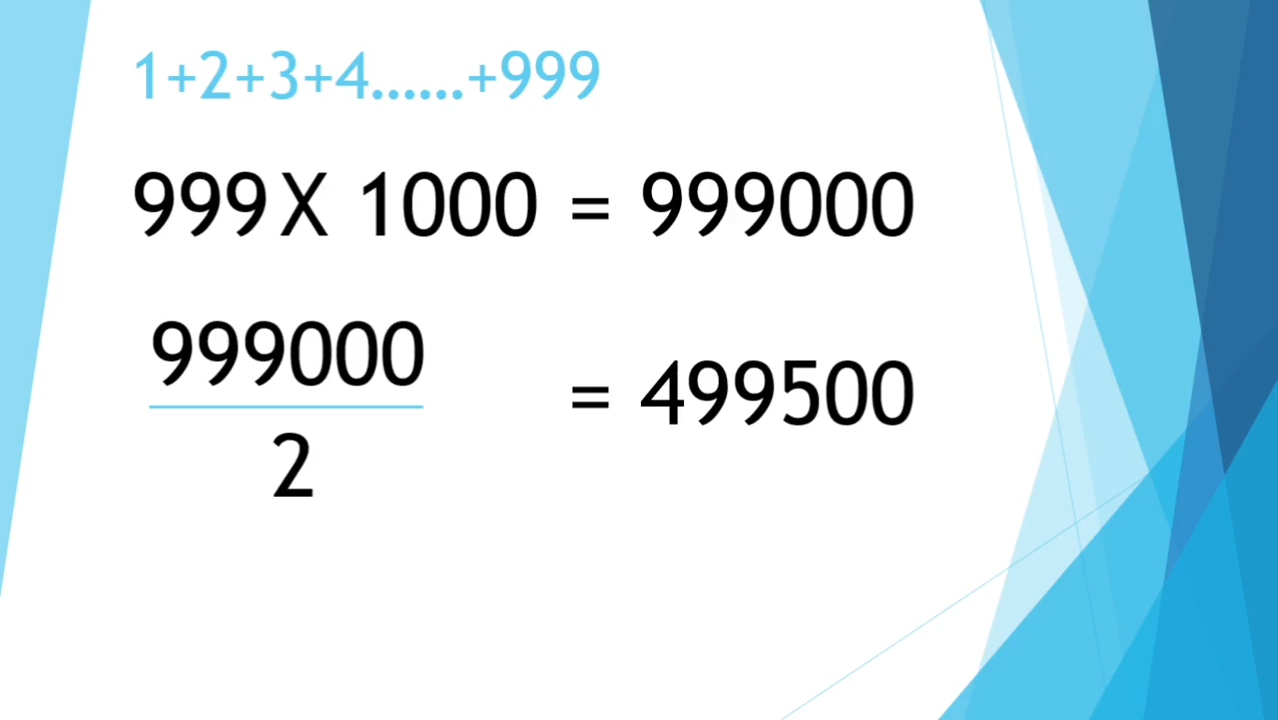 1+2+3+4......+999
999 X 1000 = 999000
999000
= 499500
2